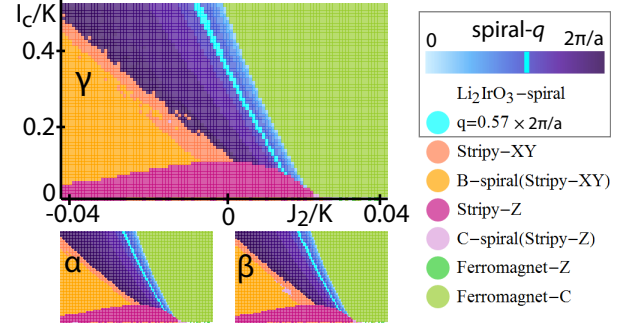 I_c/K
0.4
0.2
0
-0.04
0
J_2/K
0.04
γ
α
β
spiral-q
0
2π/a
Li₂IrO₃-spiral
q=0.57 × 2π/a
Stripy-XY
B-spiral(Stripy-XY)
Stripy-Z
C-spiral(Stripy-Z)
Ferromagnet-Z
Ferromagnet-C